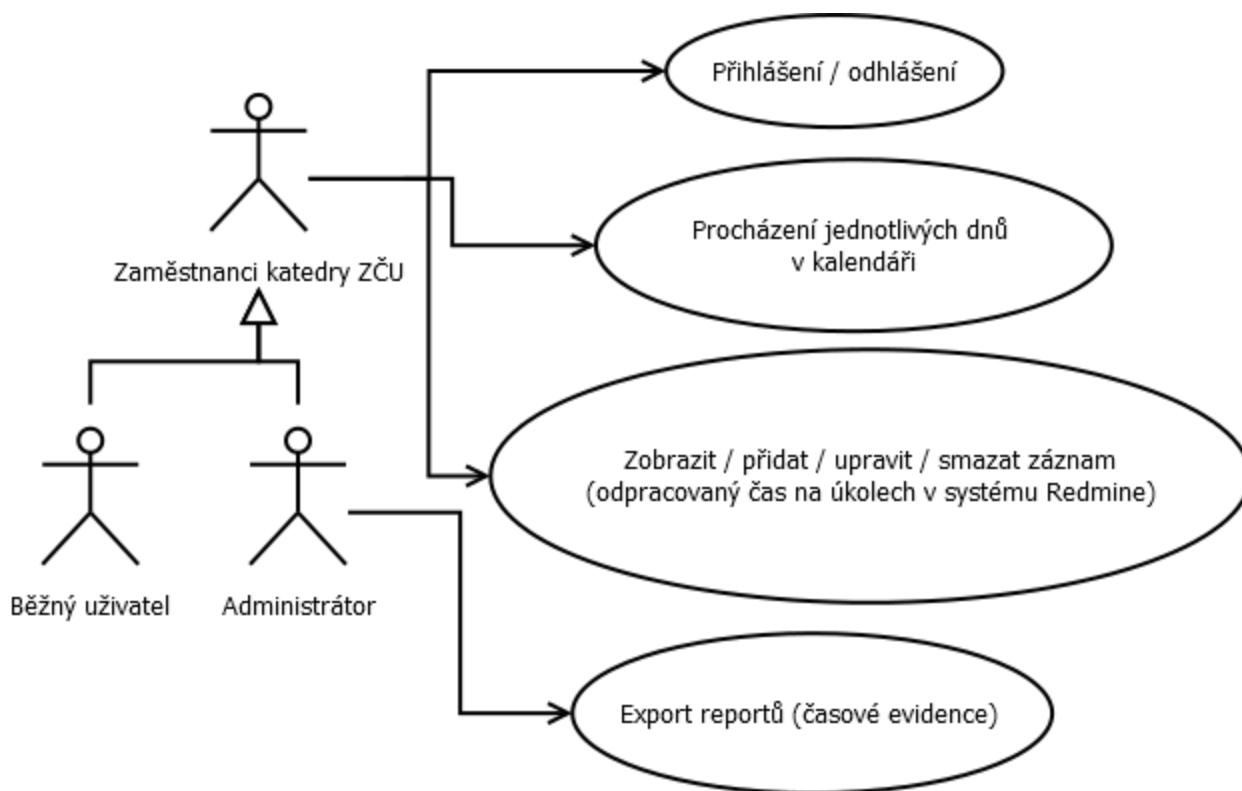 Přihlášení / odhlášení
Zaměstnanci katedry ZČU
Procházení jednotlivých dnů
v kalendáři
Zobrazit / přidat / upravit / smazat záznam
(odpracovaný čas na úkolech v systému Redmine)
Běžný uživatel
Administrátor
Export reportů (časové evidence)